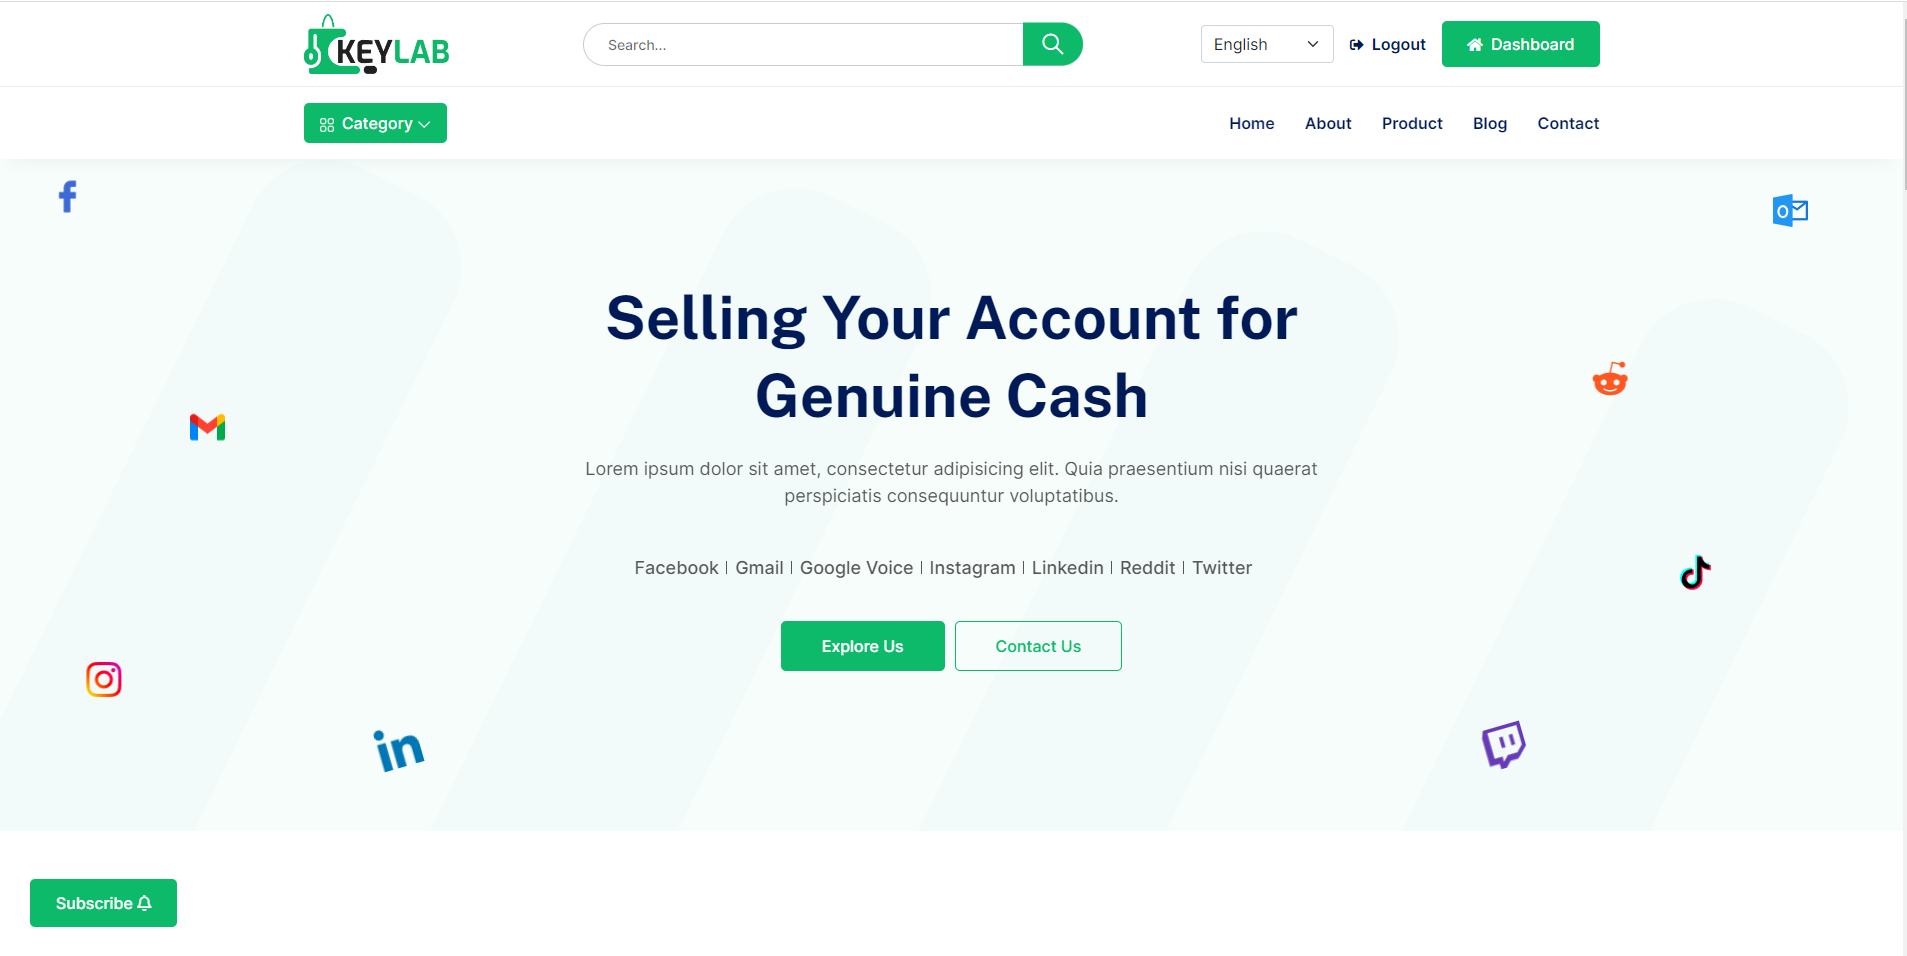 KEYLAB
Search...
English
Logout
Dashboard
Category
Home
About
Product
Blog
Contact
Selling Your Account for
Genuine Cash
Lorem ipsum dolor sit amet, consectetur adipisicing elit. Quia praesentium nisi quaerat
perspiciatis consequuntur voluptatibus.
Facebook | Gmail | Google Voice | Instagram | Linkedin | Reddit | Twitter
Explore Us
Contact Us
in
Subscribe